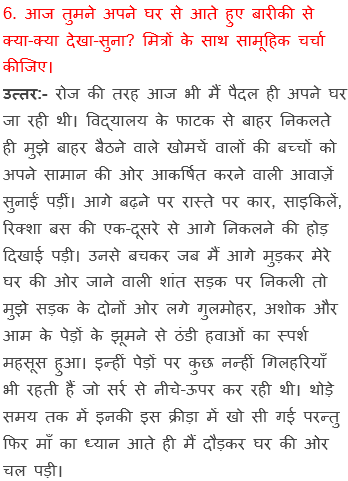 6. आज तुमने अपने घर से आते हुए बारीकी से
क्या-क्या देखा-सुना? मित्रों के साथ सामूहिक चर्चा
कीजिए।
उत्तर:- रोज की तरह आज भी मैं पैदल ही अपने घर
जा रही थी। विद्यालय के फाटक से बाहर निकलते
ही मुझे बाहर बैठने वाले खोमचें वालों की बच्चों को
अपने सामान की ओर आकर्षित करने वाली आवाज़ें
सुनाईं पड़ीं। आगे बढ़ने पर रास्ते पर कार, साइकिलें,
रिक्शा बस की एक-दूसरे से आगे निकलने की होड़
दिखाई पड़ी। उनसे बचकर जब मैं आगे मुड़कर मेरे
घर की ओर जाने वाली शांत सड़क पर निकली तो
मुझे सड़क के दोनों ओर लगे गुलमोहर, अशोक और
आम के पेड़ों के झूमने से ठंडी हवाओं का स्पर्श
महसूस हुआ। इन्हीं पेड़ों पर कुछ नन्हीं गिलहरियाँ
भी रहती हैं जो सर्र से नीचे-ऊपर कर रही थी। थोड़े
समय तक में इनकी इस क्रीड़ा में खो सी गई परन्तु
फिर माँ का ध्यान आते ही मैं दौड़कर घर की ओर
चल पड़ी।